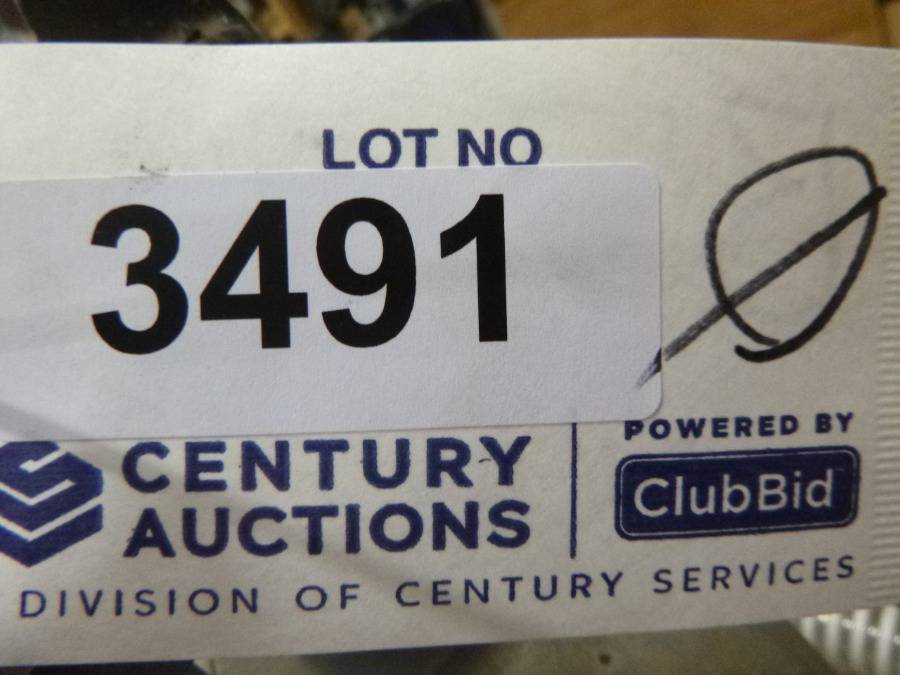 LOT NO
3491
CENTURY
AUCTIONS
POWERED BY
ClubBid
DIVISION OF CENTURY SERVICES